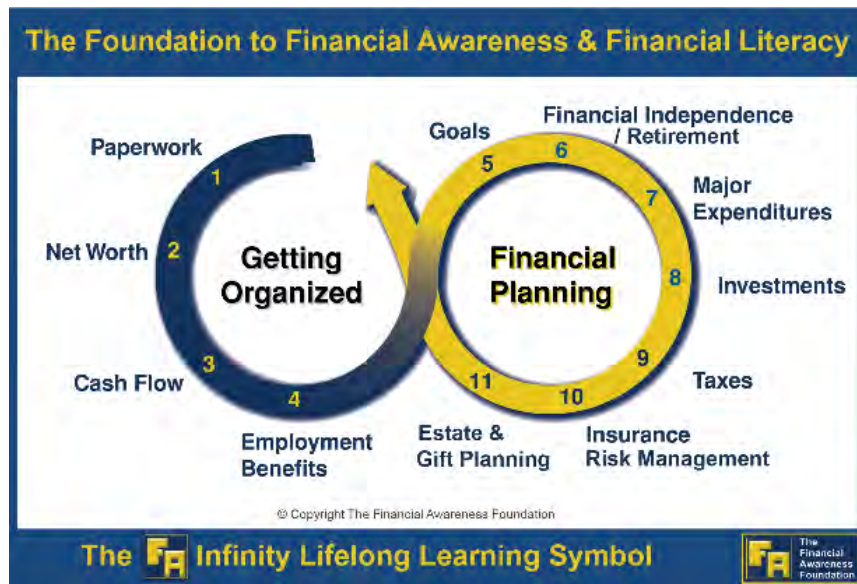 The Foundation to Financial Awareness & Financial Literacy
Paperwork
1
Net Worth
2
Cash Flow
3
4
Employment
Benefits
Getting
Organized
Goals
5
Financial Independence
/ Retirement
6
7
Major
Expenditures
8
Investments
9
Taxes
10
Insurance
Risk Management
11
Estate &
Gift Planning
Financial
Planning
© Copyright The Financial Awareness Foundation
The FA Infinity Lifelong Learning Symbol
FA
The
Financial
Awareness
Foundation